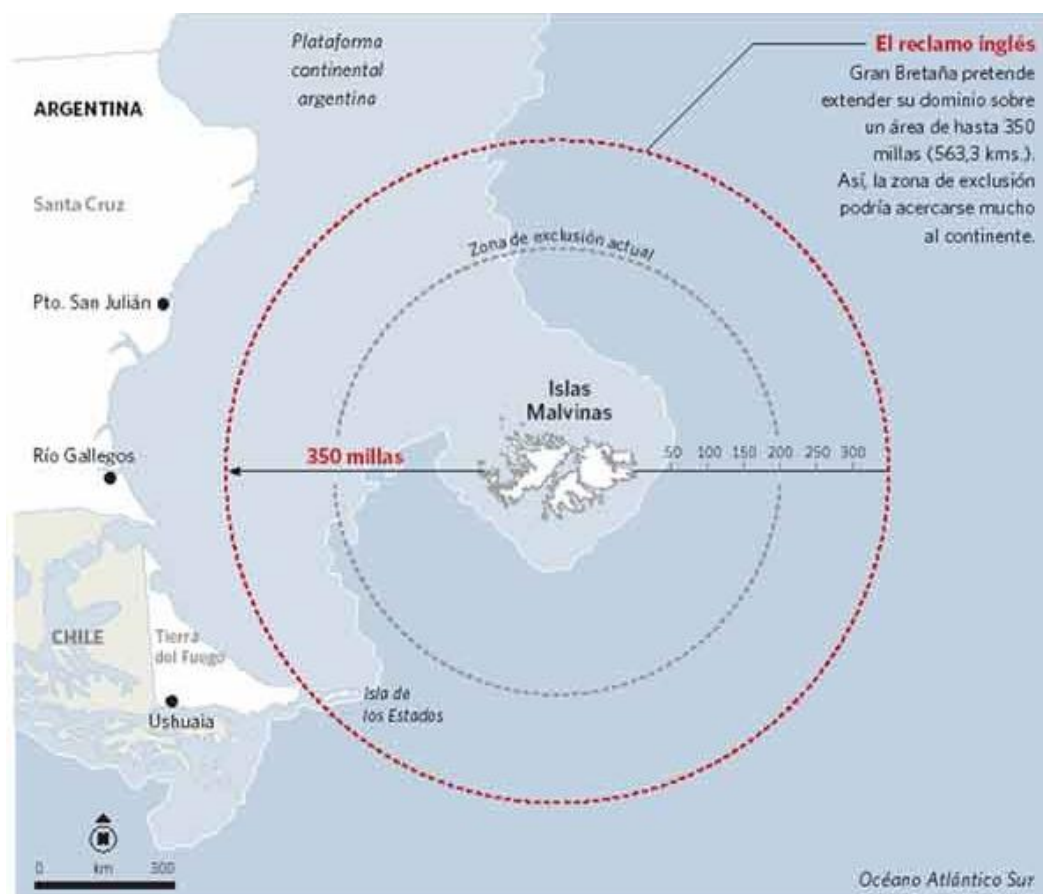 Plataforma
continental
argentina
El reclamo inglés
Gran Bretaña pretende
extender su dominio sobre
un área de hasta 350
millas (563,3 kms.).
Así, la zona de exclusión
podría acercarse mucho
al continente.
ARGENTINA
Santa Cruz
Zona de exclusión actual
Pto. San Julián
Islas
Malvinas
Río Gallegos
350 millas
50 100 150 200 300
CHILE
Tierra
del Fuego
Isla de
los Estados
Ushuaia
0 km 300
Océano Atlántico Sur